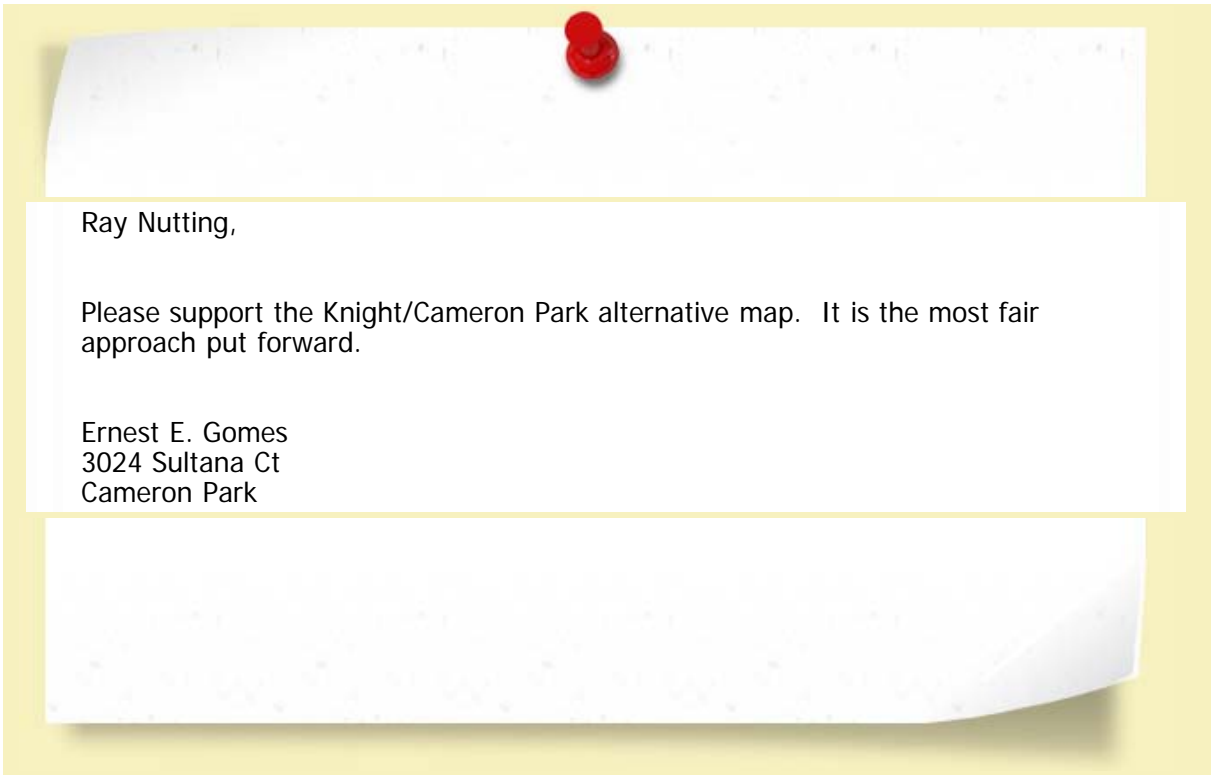 Ray Nutting,
Please support the Knight/Cameron Park alternative map.  It is the most fair
approach put forward.
Ernest E. Gomes
3024 Sultana Ct
Cameron Park